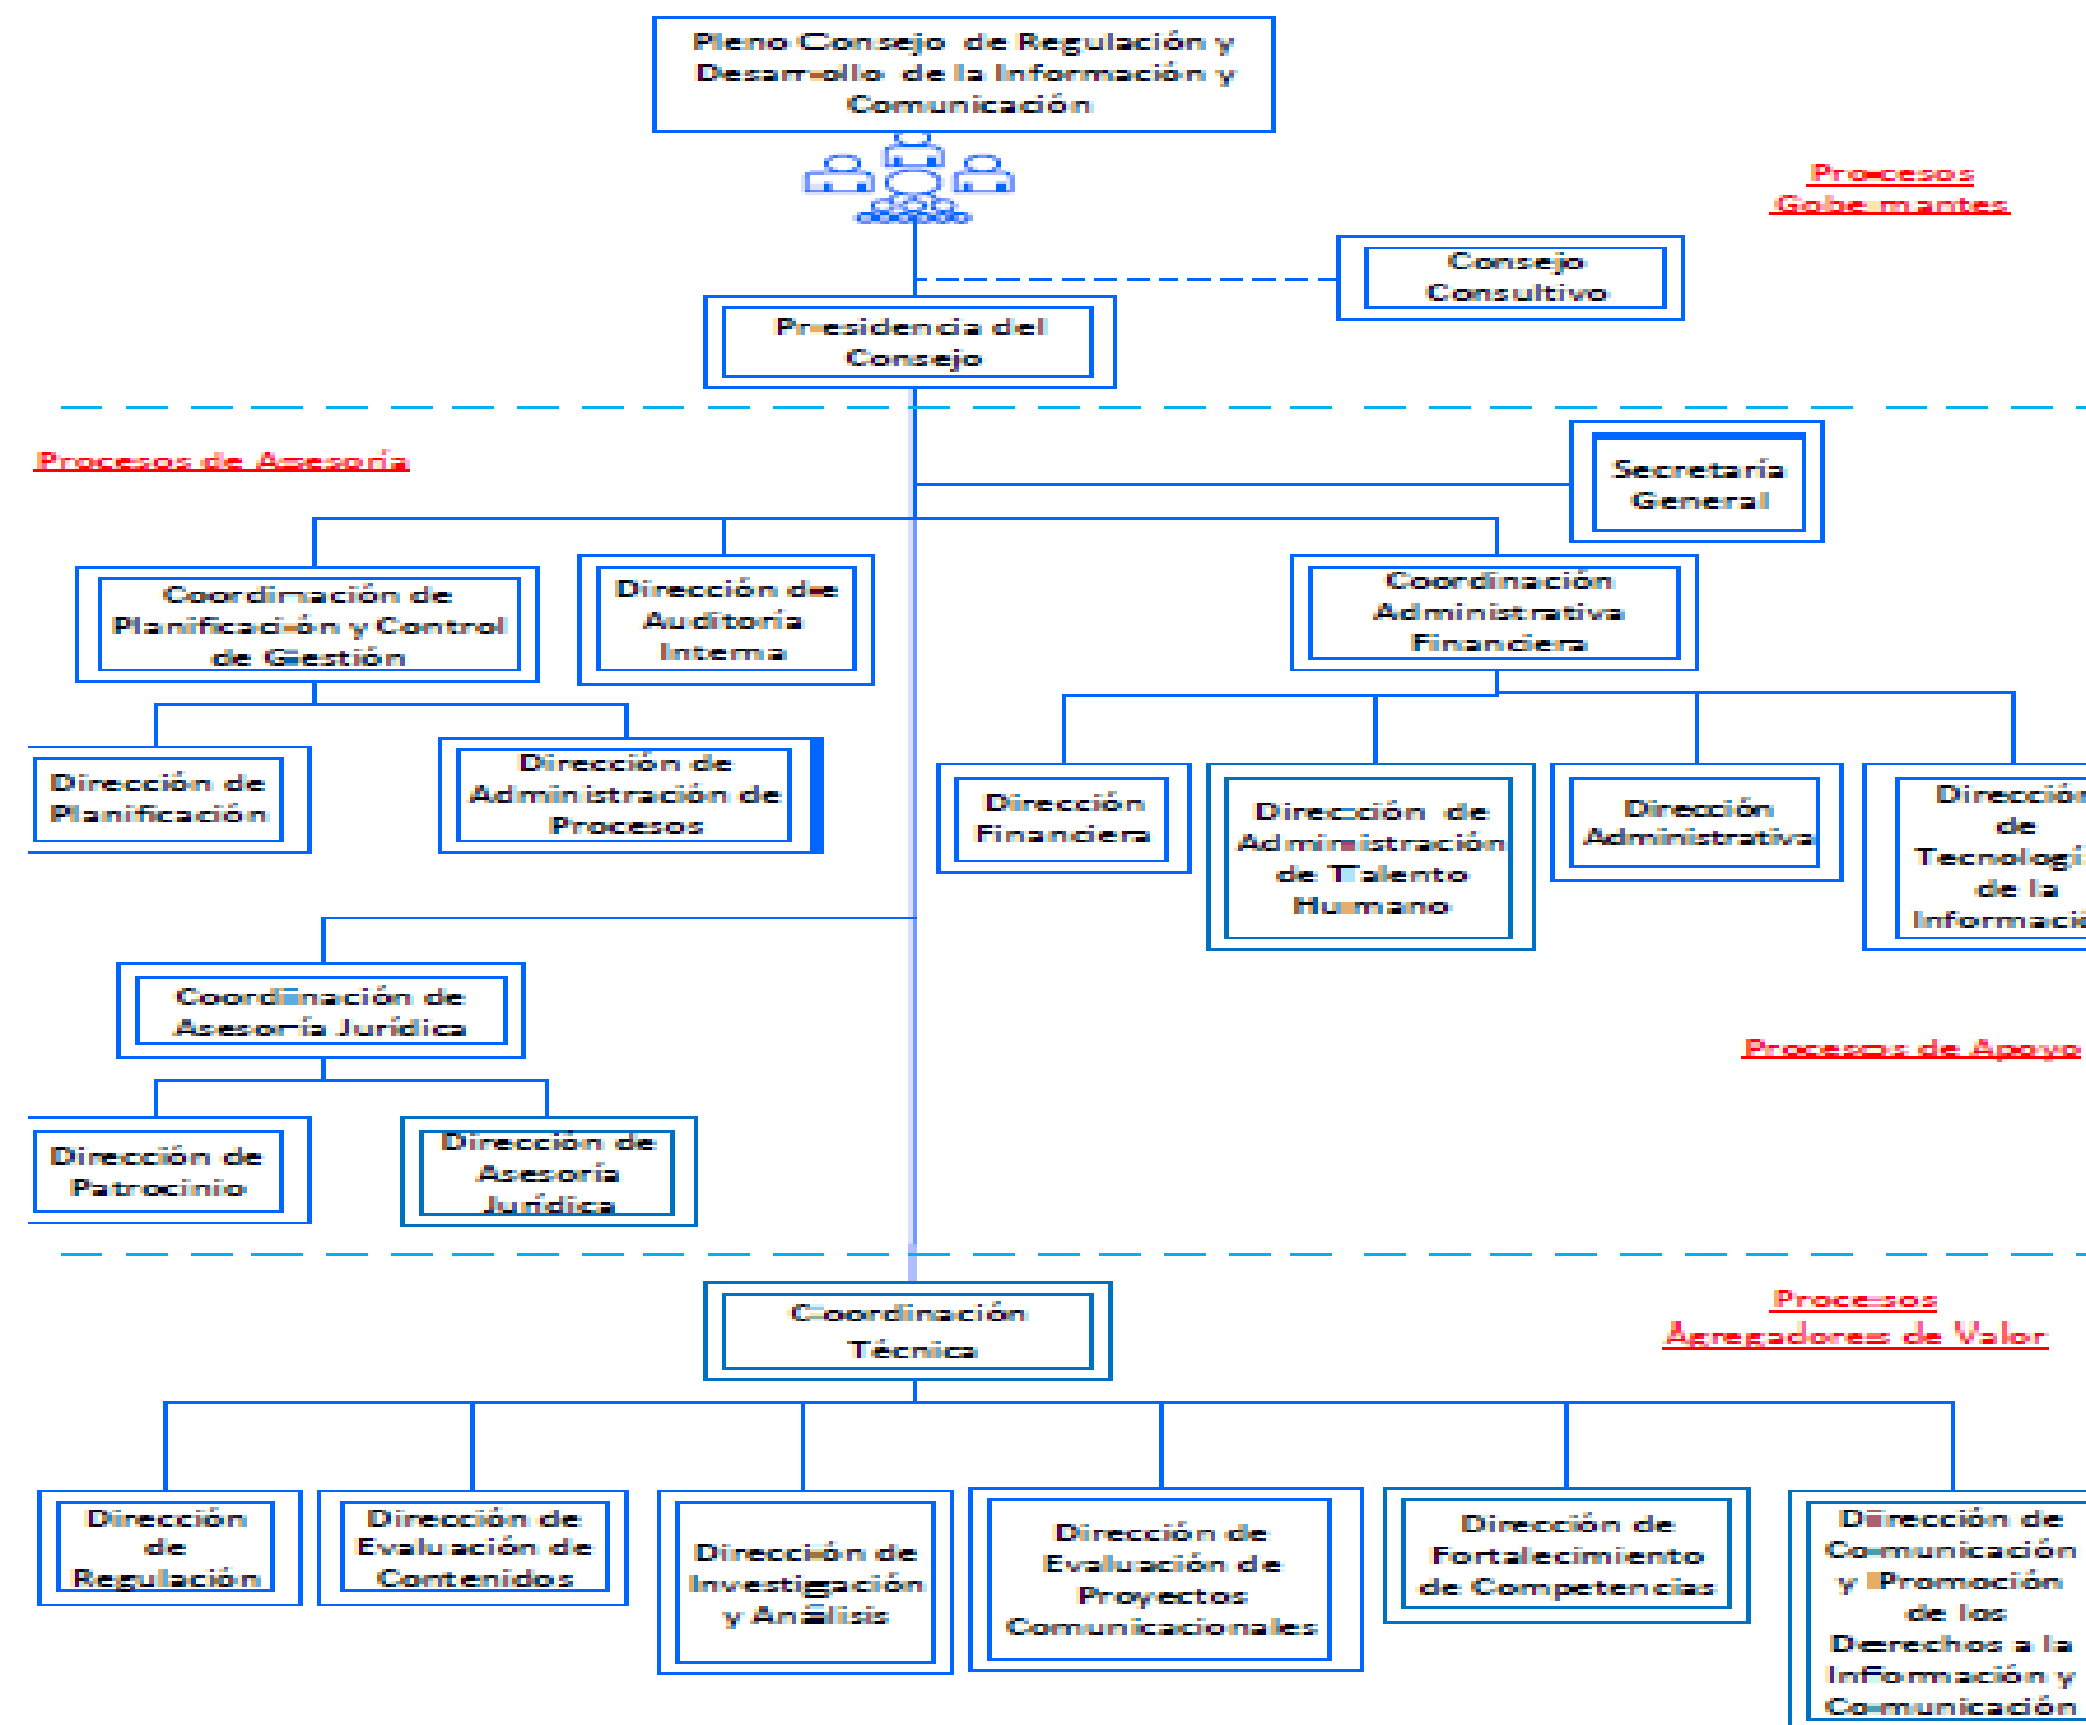 Pleno Consejo de Regulación y
Desarrollo de la Información y
Comunicación
Procesos
Gobernantes
Consejo
Consultivo
Presidencia del
Consejo
Procesos de Asesoría
Secretaría
General
Coordinación de
Planificación y Control
de Gestión
Dirección de
Auditoría
Interna
Coordinación
Administrativa
Financiera
Dirección de
Planificación
Dirección de
Administración de
Procesos
Dirección
Financiera
Dirección de
Administración
de Talento
Humano
Dirección
Administrativa
Dirección
de
Tecnologí
de la
Informació
Coordinación de
Asesoría Jurídica
Procesos de Apoyo
Dirección de
Patrocinio
Dirección de
Asesoría
Jurídica
Coordinación
Técnica
Procesos
Agregadores de Valor
Dirección
de
Regulación
Dirección de
Evaluación de
Contenidos
Dirección de
Investigación
y Análisis
Dirección de
Evaluación de
Proyectos
Comunicacionales
Dirección de
Fortalecimiento
de Competencias
Dirección de
Comunicación
y Promoción
de los
Derechos a la
Información y
Comunicación